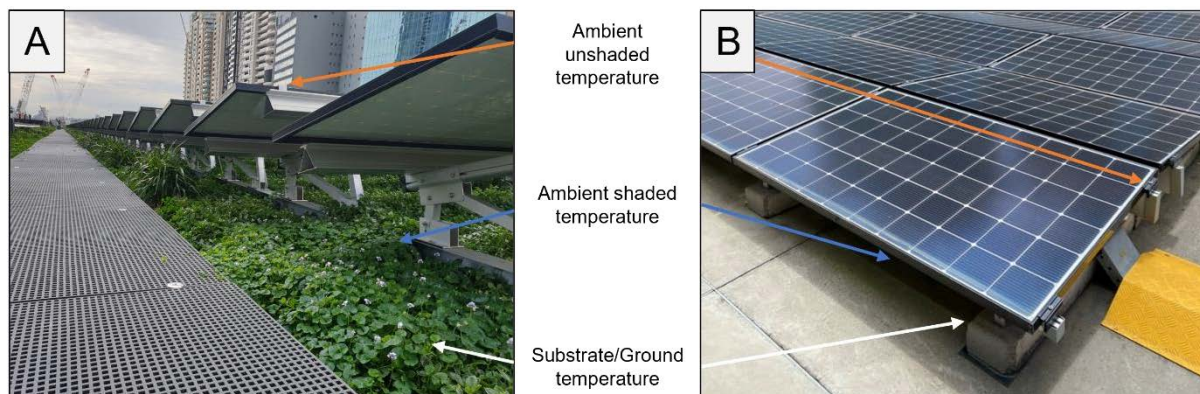 A
Ambient
unshaded
temperature
Ambient shaded
temperature
Substrate/Ground
temperature
B